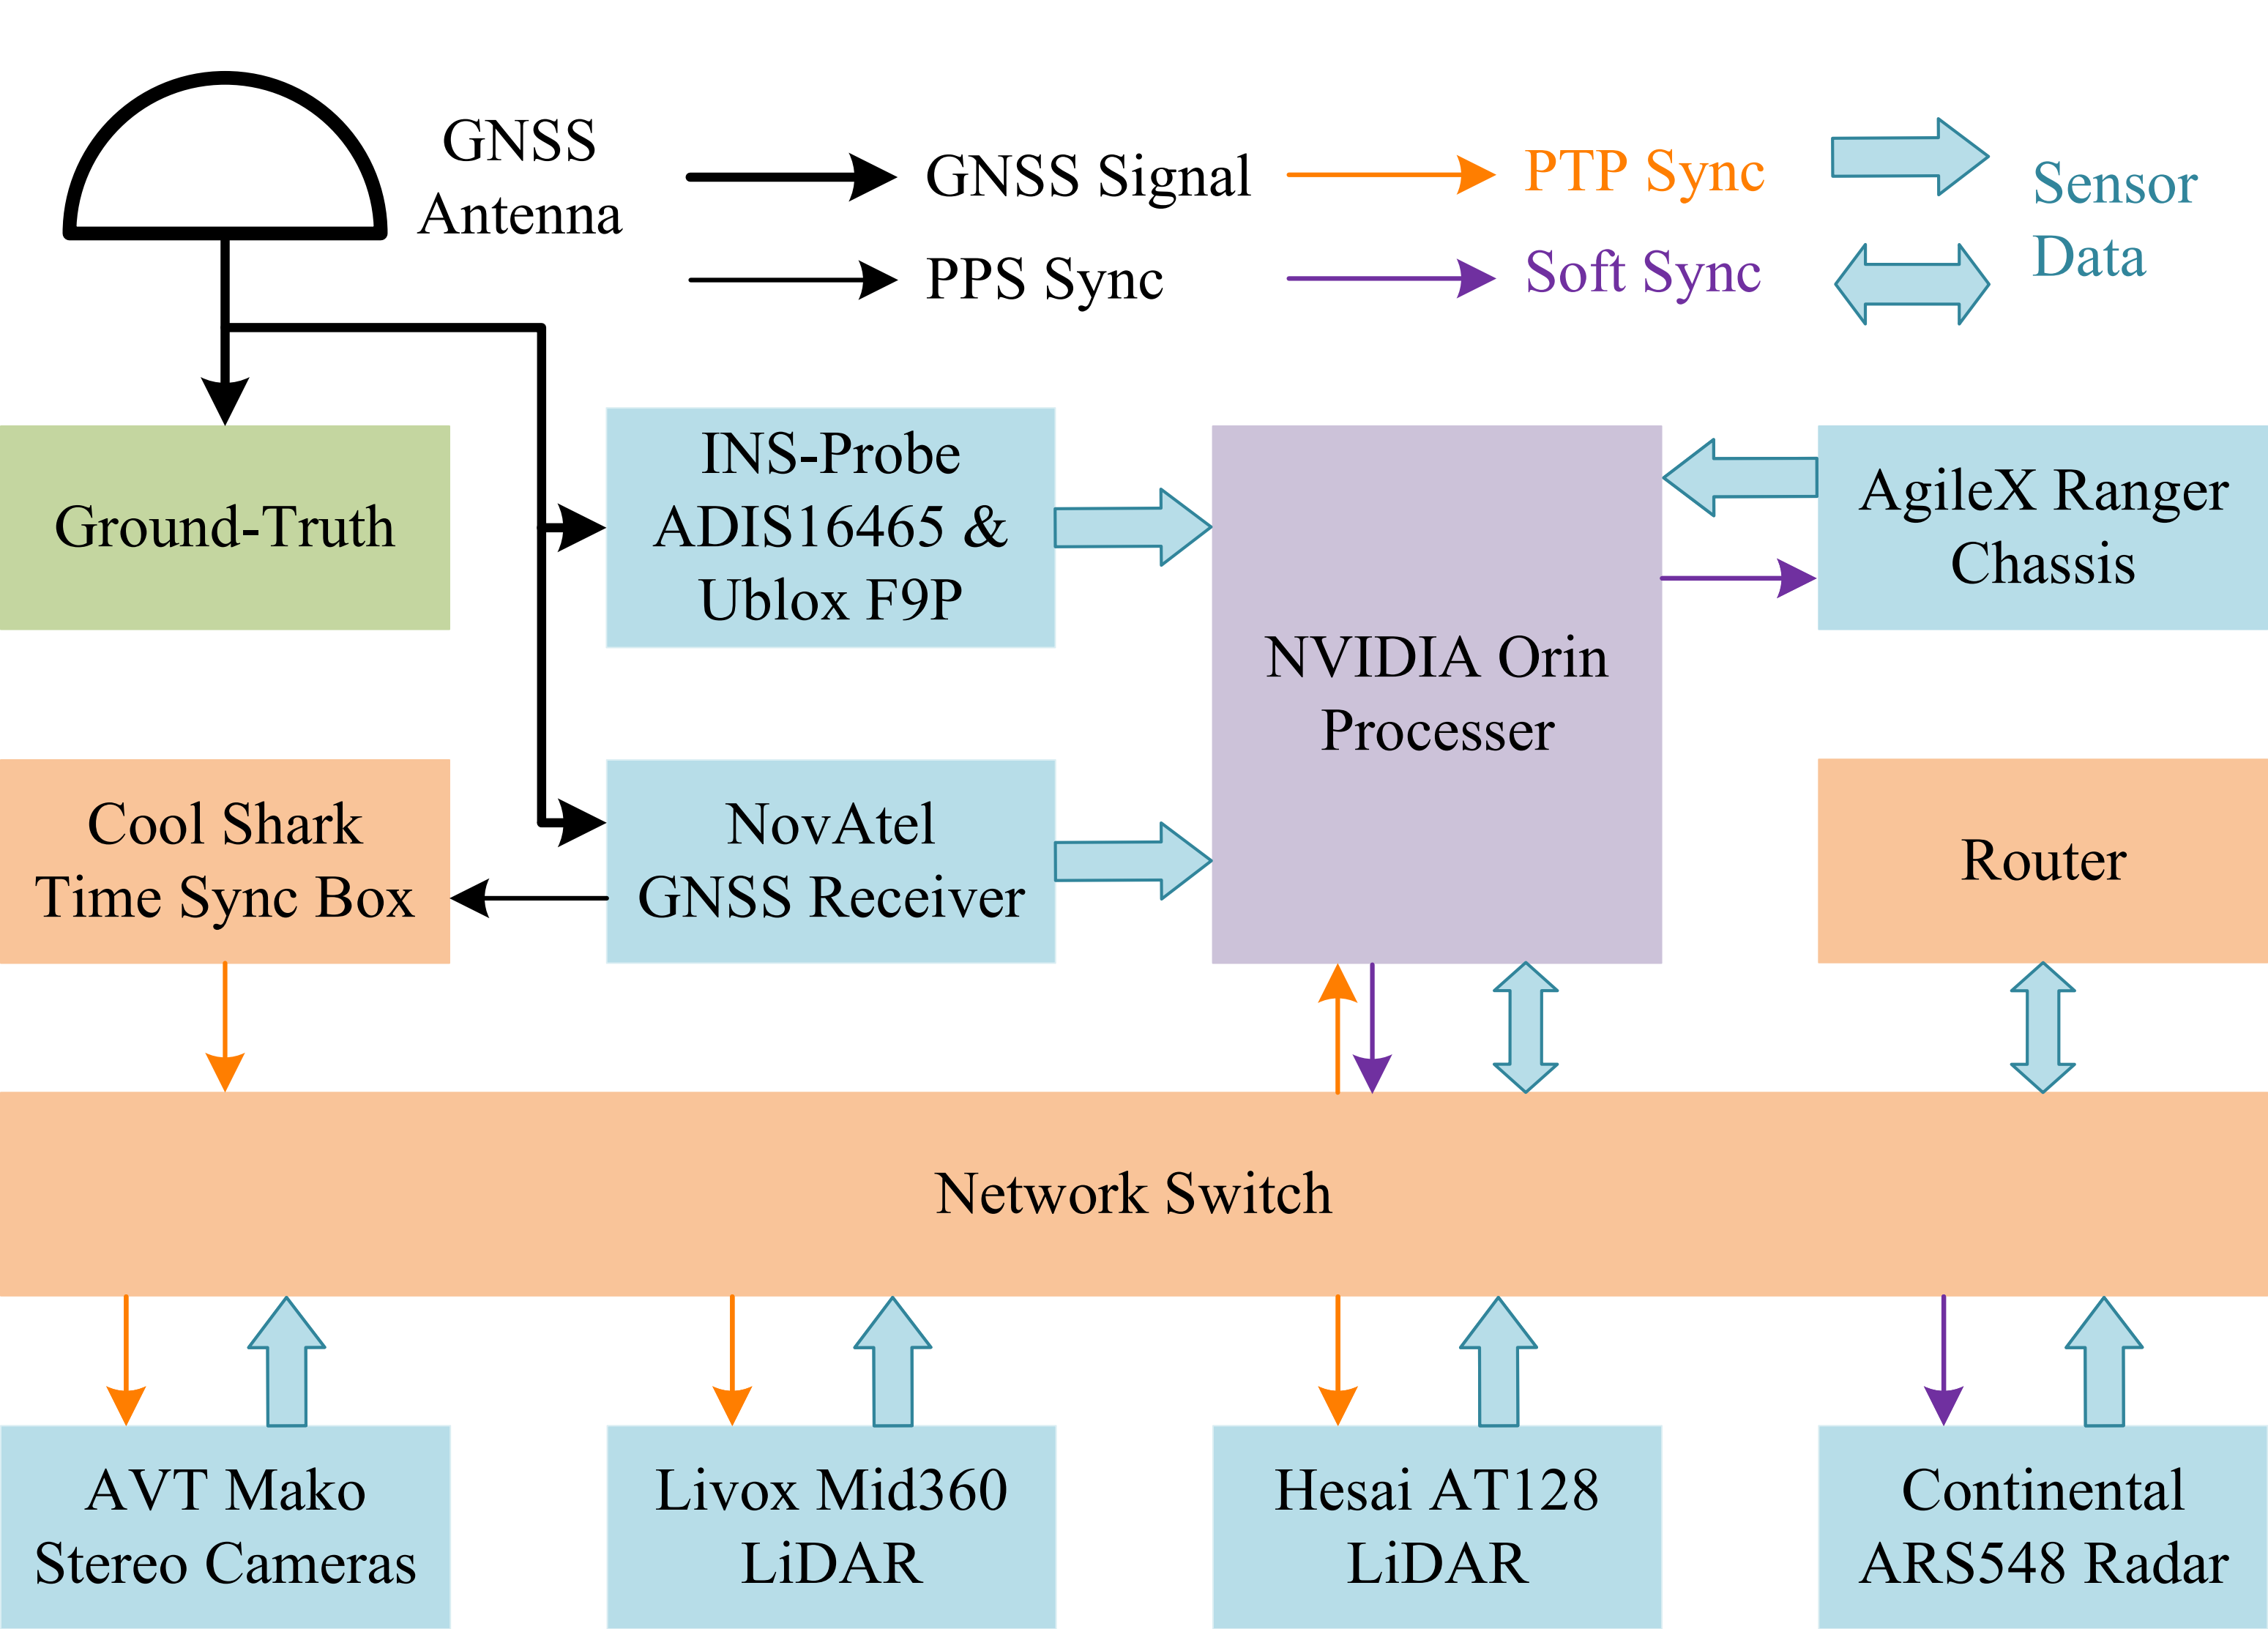 GNSS
Antenna
GNSS Signal
PPS Sync
PTP Sync
Soft Sync
Sensor
Data
Ground-Truth
INS-Probe
ADIS16465 &
Ublox F9P
NVIDIA Orin
Processer
AgileX Ranger
Chassis
Cool Shark
Time Sync Box
NovAtel
GNSS Receiver
Router
Network Switch
AVT Mako
Stereo Cameras
Livox Mid360
LiDAR
Hesai AT128
LiDAR
Continental
ARS548 Radar